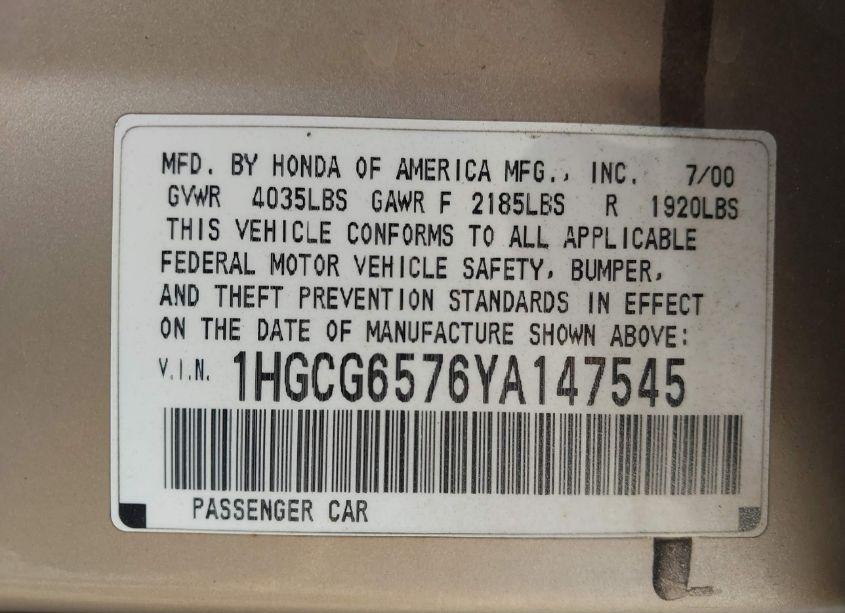 MFD. BY HONDA OF AMERICA MFG., INC. 7/00
GVWR 4035LBS GAWR F 2185LBS R 1920LBS
THIS VEHICLE CONFORMS TO ALL APPLICABLE
FEDERAL MOTOR VEHICLE SAFETY, BUMPER,
AND THEFT PREVENTION STANDARDS IN EFFECT
ON THE DATE OF MANUFACTURE SHOWN ABOVE:
V.I.N. 1HGCG6576YA147545
PASSENGER CAR